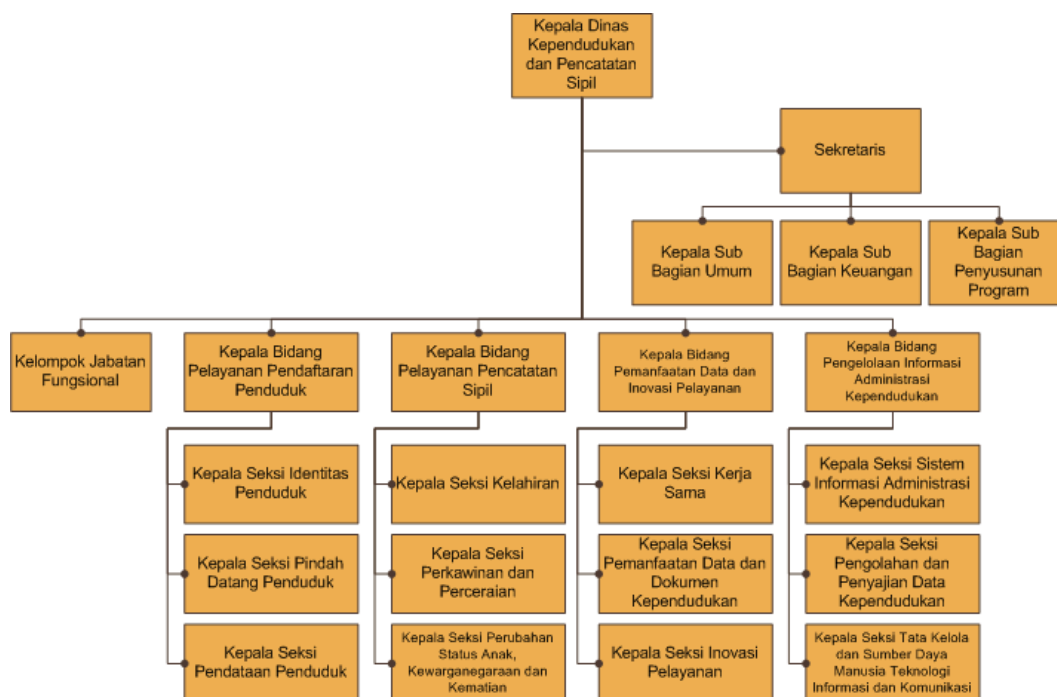 Kepala Dinas
Kependudukan
dan Pencatatan
Sipil
Sekretaris
Kepala Sub
Bagian Umum
Kepala Sub
Bagian Keuangan
Kepala Sub
Bagian
Penyusunan
Program
Kelompok Jabatan
Fungsional
Kepala Bidang
Pelayanan Pendaftaran
Penduduk
Kepala Bidang
Pelayanan Pencatatan
Sipil
Kepala Bidang
Pemanfaatan Data dan
Inovasi Pelayanan
Kepala Bidang
Pengelolaan Informasi
Administrasi
Kependudukan
Kepala Seksi Identitas
Penduduk
Kepala Seksi Kelahiran
Kepala Seksi Kerja
Sama
Kepala Seksi Sistem
Informasi Administrasi
Kependudukan
Kepala Seksi Pindah
Datang Penduduk
Kepala Seksi
Perkawinan dan
Perceraian
Kepala Seksi
Pemanfaatan Data dan
Dokumen
Kependudukan
Kepala Seksi
Pengolahan dan
Penyajian Data
Kependudukan
Kepala Seksi
Pendataan Penduduk
Kepala Seksi Perubahan
Status Anak,
Kewarganegaraan dan
Kematian
Kepala Seksi Inovasi
Pelayanan
Kepala Seksi Tata Kelola
dan Sumber Daya
Manusia Teknologi
Informasi dan Komunikasi